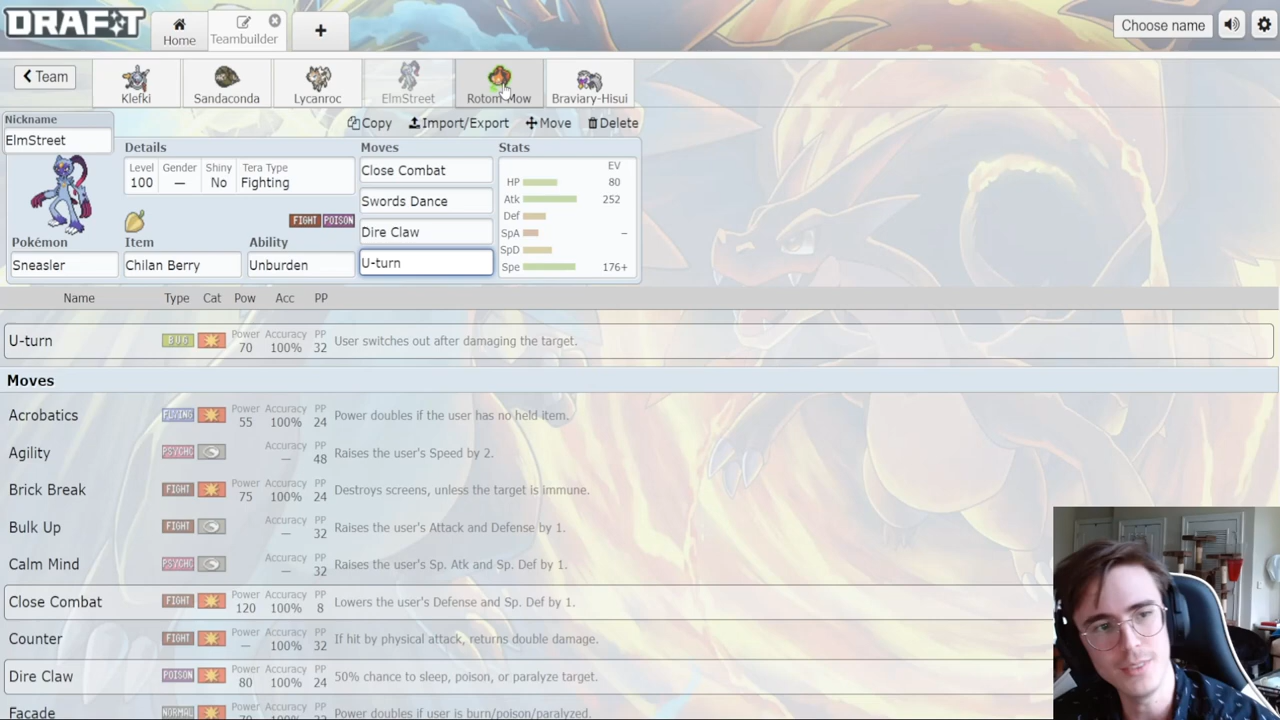 DRAFT
Home
Teambuilder
+
Choose name
Team
Klefki
Sandaconda
Lycanroc
ElmStreet
Rotom-Mow
Braviary-Hisui
Nickname
ElmStreet
Copy Import/Export Move Delete
Details
Level Gender Shiny Tera Type
100 — No Fighting
FIGHT POISON
Pokémon Item Ability
Sneasler Chilan Berry Unburden
Moves
Close Combat
Swords Dance
Dire Claw
U-turn
Stats
EV
HP 80
Atk 252
Def
SpA –
SpD
Spe 176+
Name Type Cat Pow Acc PP
U-turn BUG Power 70 Accuracy 100% PP 32 User switches out after damaging the target.
Moves
Acrobatics FLYING Power 55 Accuracy 100% PP 24 Power doubles if the user has no held item.
Agility PSYCHC Accuracy — PP 48 Raises the user's Speed by 2.
Brick Break FIGHT Power 75 Accuracy 100% PP 24 Destroys screens, unless the target is immune.
Bulk Up FIGHT Accuracy — PP 32 Raises the user's Attack and Defense by 1.
Calm Mind PSYCHC Accuracy — PP 32 Raises the user's Sp. Atk and Sp. Def by 1.
Close Combat FIGHT Power 120 Accuracy 100% PP 8 Lowers the user's Defense and Sp. Def by 1.
Counter FIGHT Power — Accuracy 100% PP 32 If hit by physical attack, returns double damage.
Dire Claw POISON Power 80 Accuracy 100% PP 24 50% chance to sleep, poison, or paralyze target.
Facade NORMAL Power 70 Accuracy 100% PP 32 Power doubles if user is burn/poison/paralyzed.